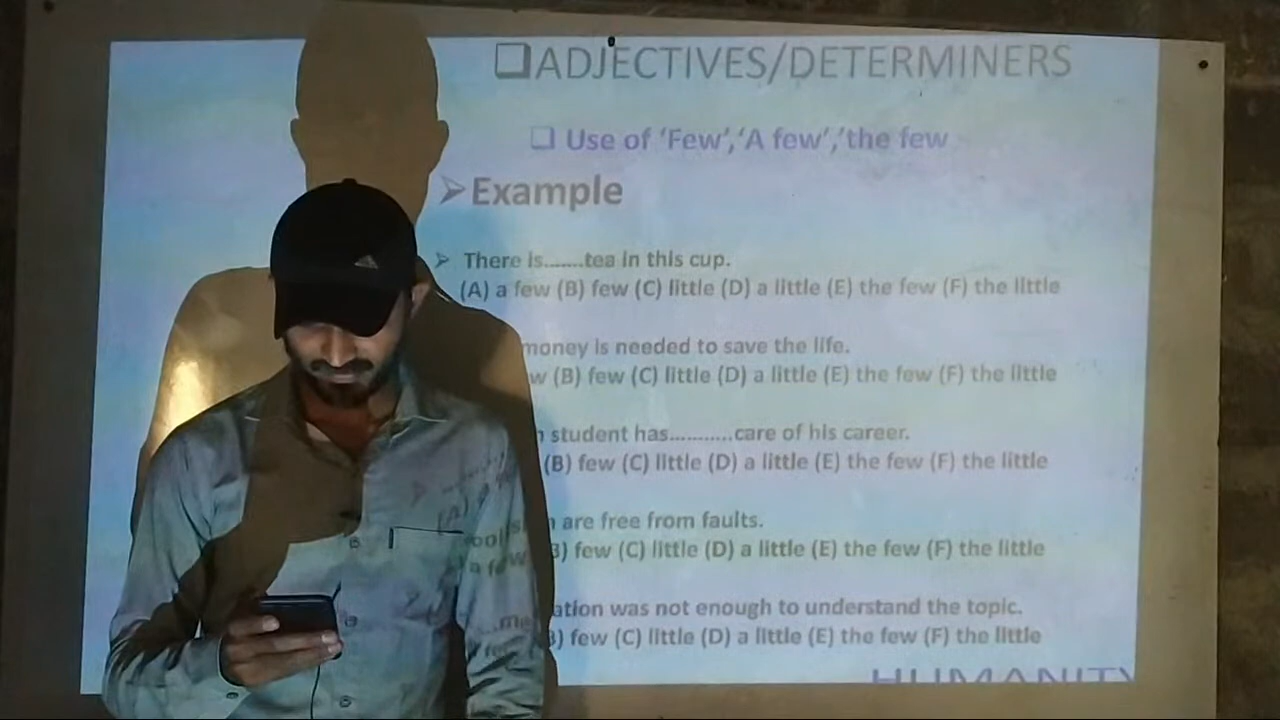 ❑ADJECTIVES/DETERMINERS
❑ Use of ‘Few’,‘A few’,’the few
➢Example
➢ There is.......tea in this cup.
(A) a few (B) few (C) little (D) a little (E) the few (F) the little
money is needed to save the life.
(B) few (C) little (D) a little (E) the few (F) the little
student has...........care of his career.
(B) few (C) little (D) a little (E) the few (F) the little
are free from faults.
few (C) little (D) a little (E) the few (F) the little
was not enough to understand the topic.
few (C) little (D) a little (E) the few (F) the little
HUMANITY